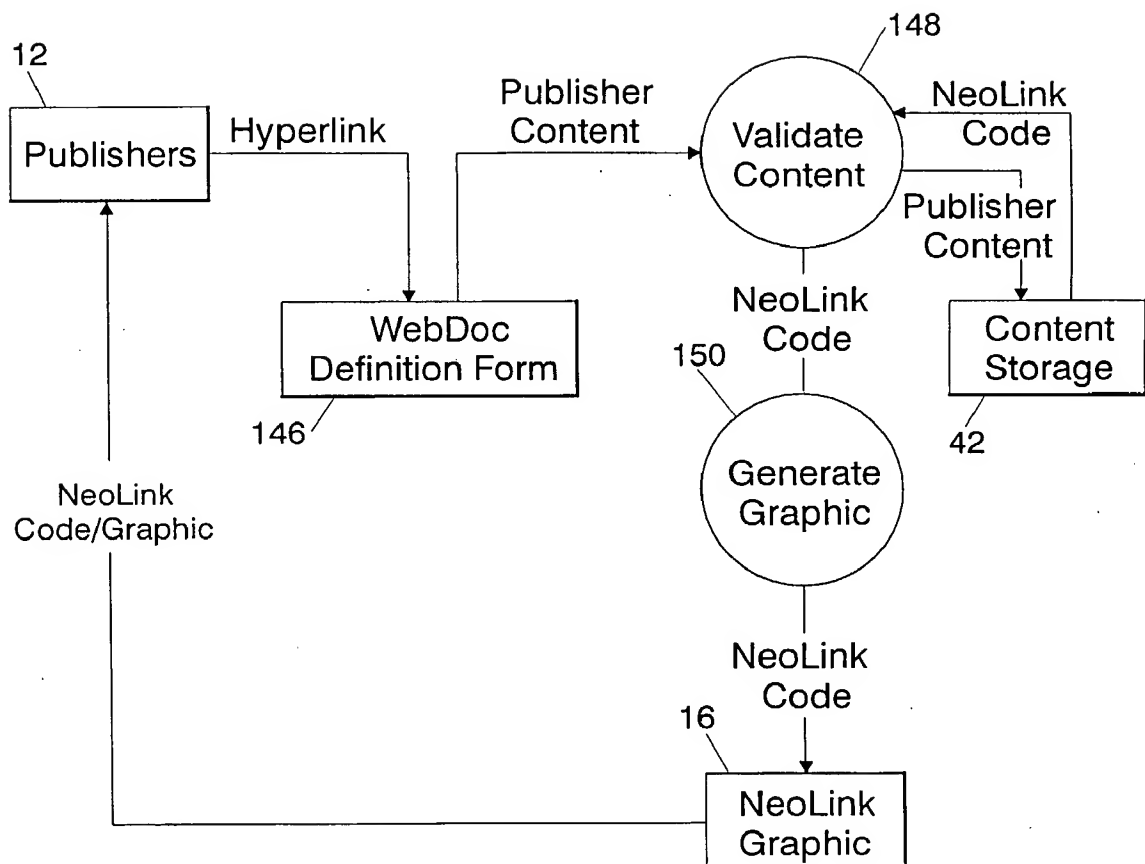 12
Publishers
Hyperlink
Publisher
Content
148
Validate
Content
NeoLink
Code
Publisher
Content
WebDoc
Definition Form
146
NeoLink
Code
Content
Storage
42
150
Generate
Graphic
NeoLink
Code/Graphic
NeoLink
Code
16
NeoLink
Graphic